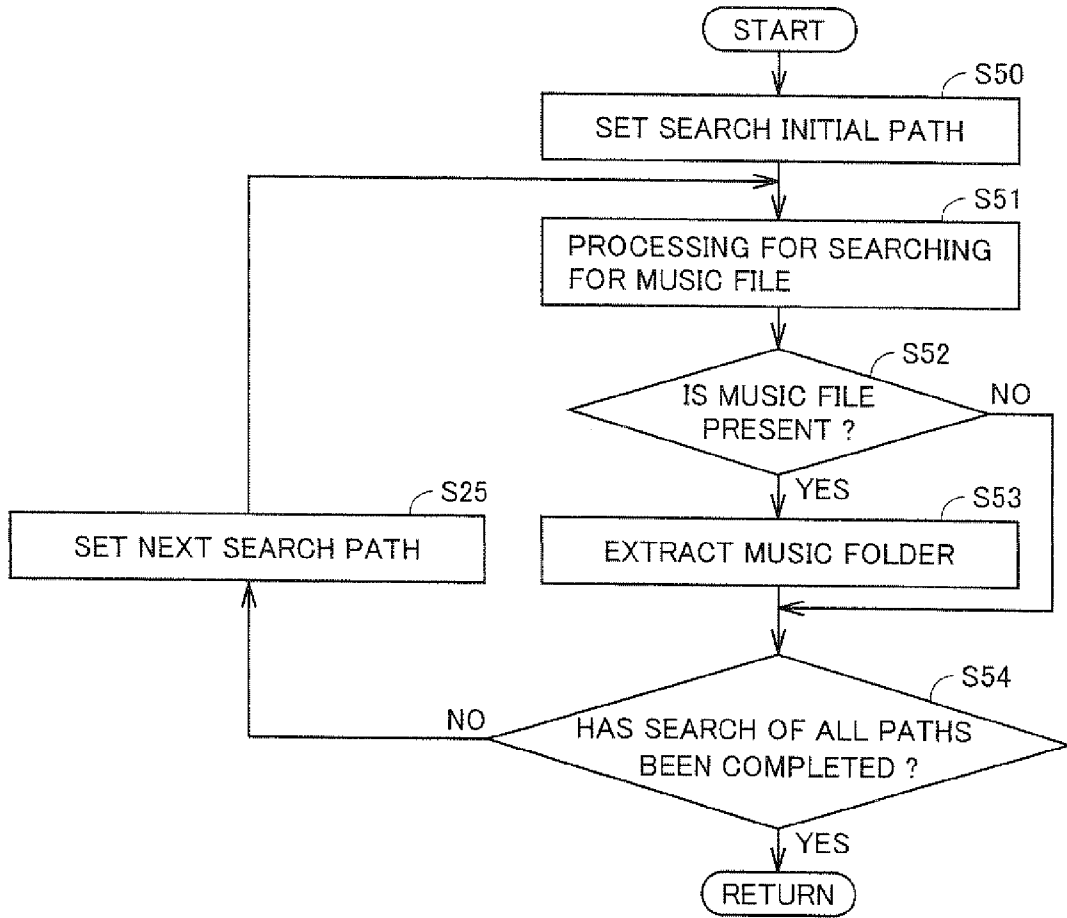 START
S50
SET SEARCH INITIAL PATH
S51
PROCESSING FOR SEARCHING
FOR MUSIC FILE
S52
IS MUSIC FILE
PRESENT ?
NO
YES
S53
EXTRACT MUSIC FOLDER
S25
SET NEXT SEARCH PATH
S54
HAS SEARCH OF ALL PATHS
BEEN COMPLETED ?
NO
YES
RETURN